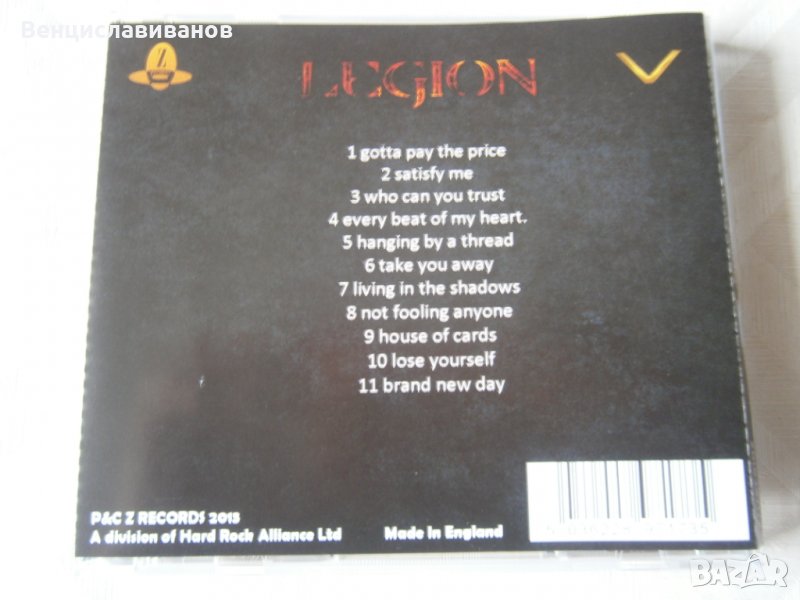 Венциславиванов
Z
LEGION
V
1 gotta pay the price
2 satisfy me
3 who can you trust
4 every beat of my heart.
5 hanging by a thread
6 take you away
7 living in the shadows
8 not fooling anyone
9 house of cards
10 lose yourself
11 brand new day
P&C Z RECORDS 2013
A division of Hard Rock Alliance Ltd
Made In England
BAZAR